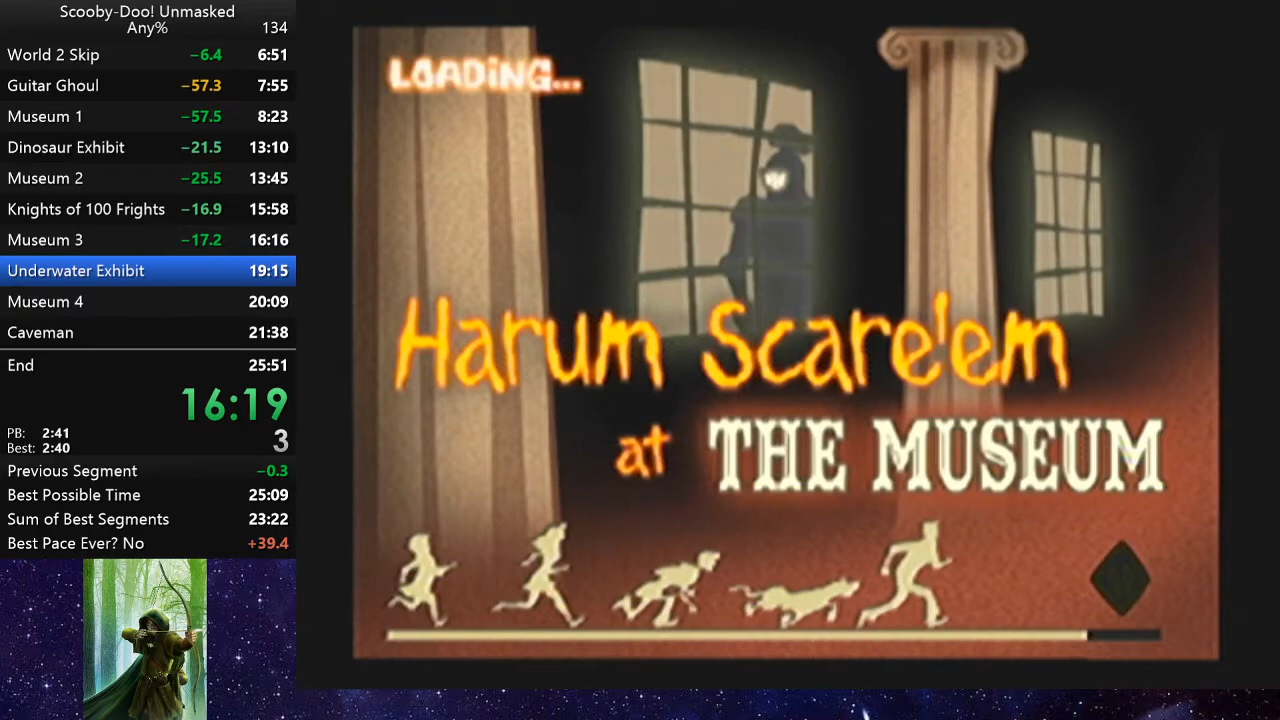 Scooby-Doo! Unmasked
Any% 134
World 2 Skip −6.4 6:51
Guitar Ghoul −57.3 7:55
Museum 1 −57.5 8:23
Dinosaur Exhibit −21.5 13:10
Museum 2 −25.5 13:45
Knights of 100 Frights −16.9 15:58
Museum 3 −17.2 16:16
Underwater Exhibit 19:15
Museum 4 20:09
Caveman 21:38
End 25:51
16:19
PB: 2:41
Best: 2:40
3
Previous Segment −0.3
Best Possible Time 25:09
Sum of Best Segments 23:22
Best Pace Ever? No +39.4
LOADING...
Harum Scare'em
at THE MUSEUM